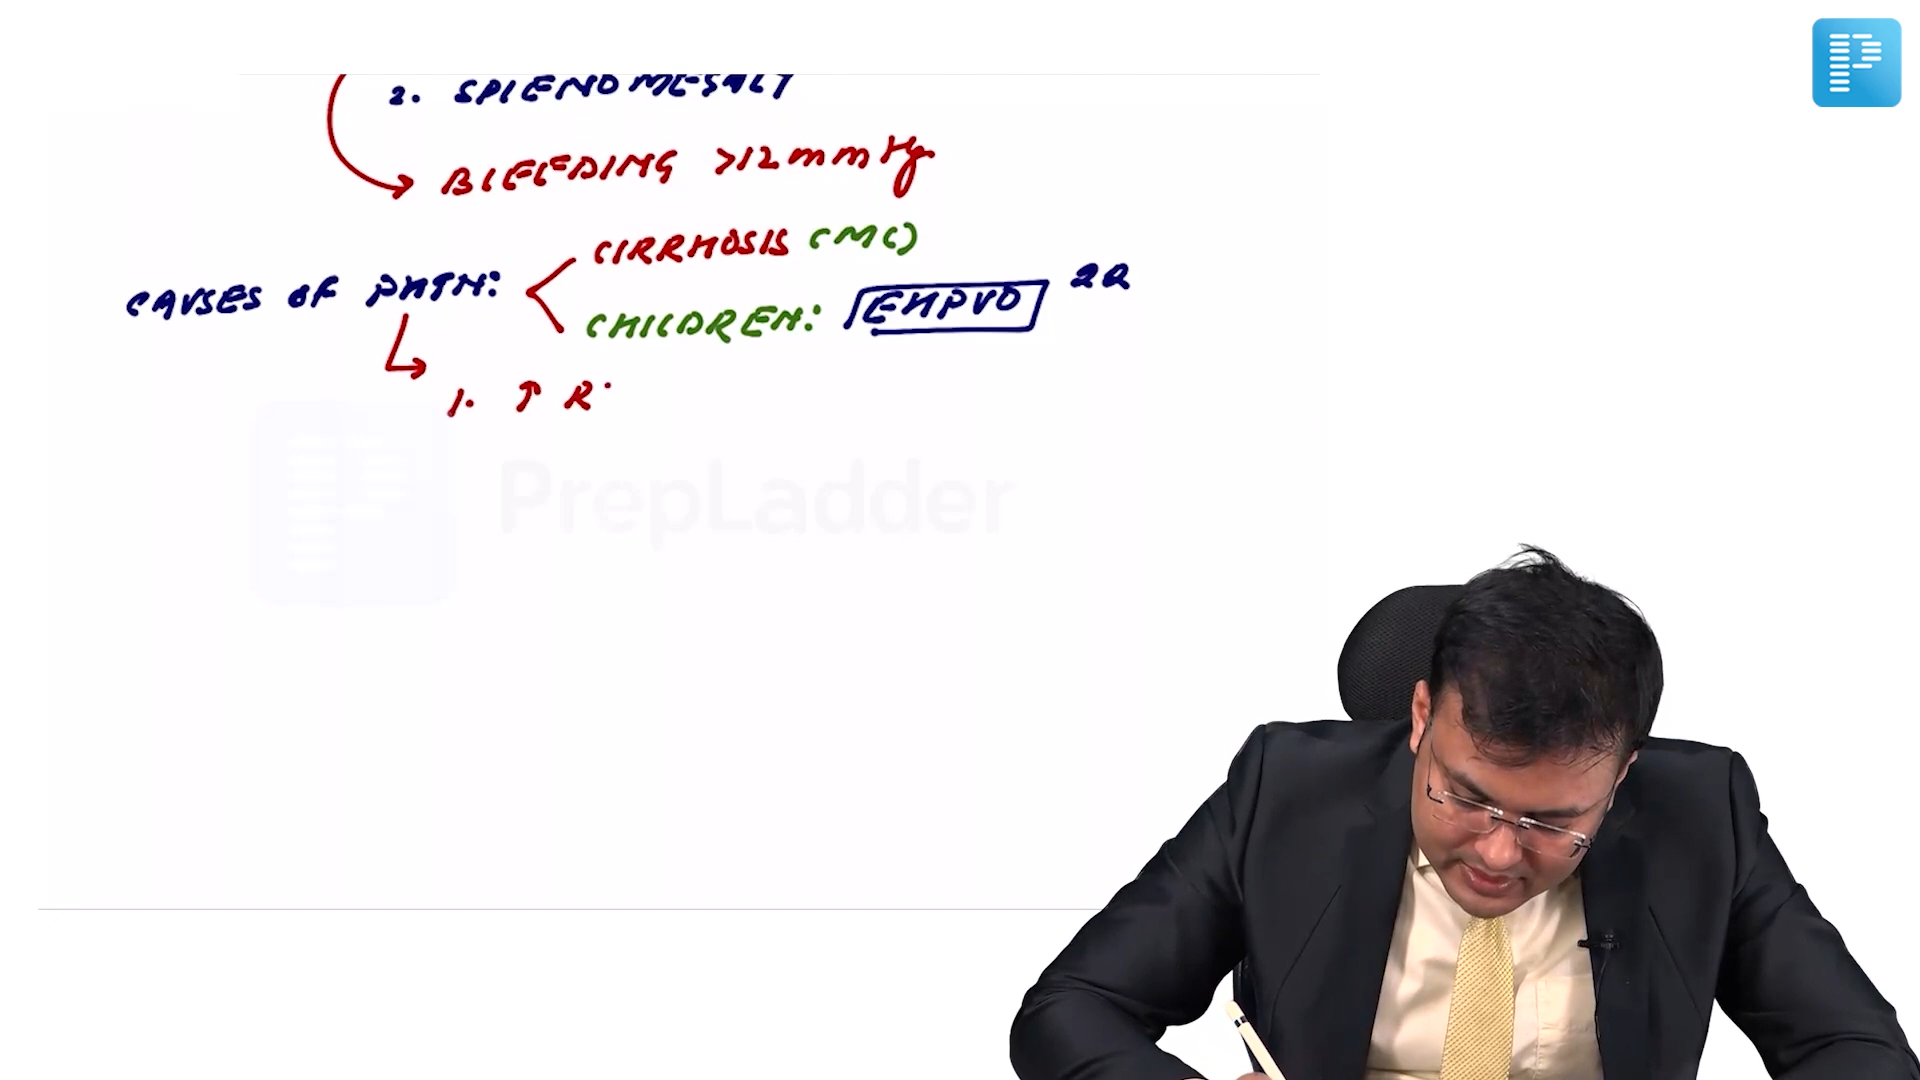 2. SPLENOMEGALY
BLEEDING >12mmHg
CIRRHOSIS (MC)
CAUSES OF PHTN:
CHILDREN: EHPVO 2Q
1. ↑ R
PrepLadder